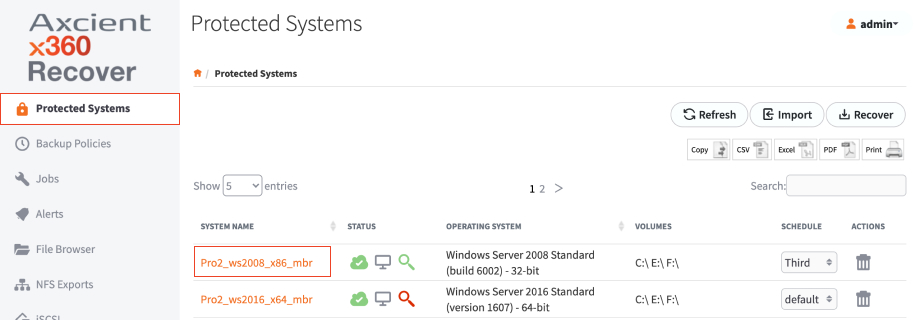 Axcient
x360
Recover
Protected Systems
Backup Policies
Jobs
Alerts
File Browser
NFS Exports
iSCSI
Protected Systems
admin
/ Protected Systems
Refresh
Import
Recover
Copy
CSV
Excel
PDF
Print
Show 5 entries
1 2 >
Search:
SYSTEM NAME STATUS OPERATING SYSTEM VOLUMES SCHEDULE ACTIONS
Pro2_ws2008_x86_mbr
Windows Server 2008 Standard
(build 6002) - 32-bit
C:\ E:\ F:\
Third
Pro2_ws2016_x64_mbr
Windows Server 2016 Standard
(version 1607) - 64-bit
C:\ E:\ F:\
default